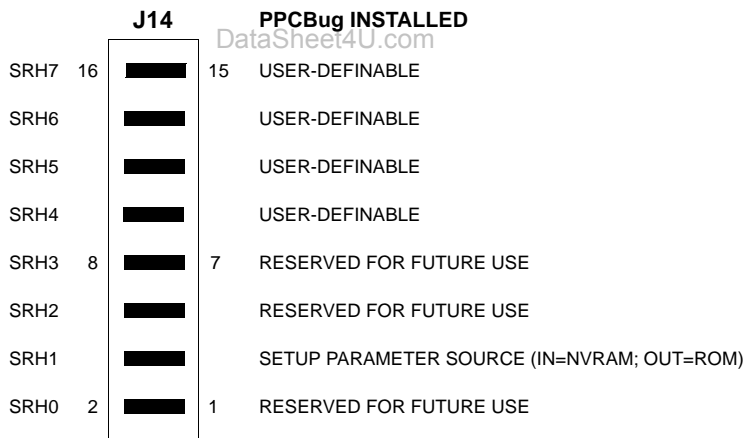 J14 PPCBug INSTALLED
DataSheet4U.com
SRH7 16 15 USER-DEFINABLE
SRH6 USER-DEFINABLE
SRH5 USER-DEFINABLE
SRH4 USER-DEFINABLE
SRH3 8 7 RESERVED FOR FUTURE USE
SRH2 RESERVED FOR FUTURE USE
SRH1 SETUP PARAMETER SOURCE (IN=NVRAM; OUT=ROM)
SRH0 2 1 RESERVED FOR FUTURE USE